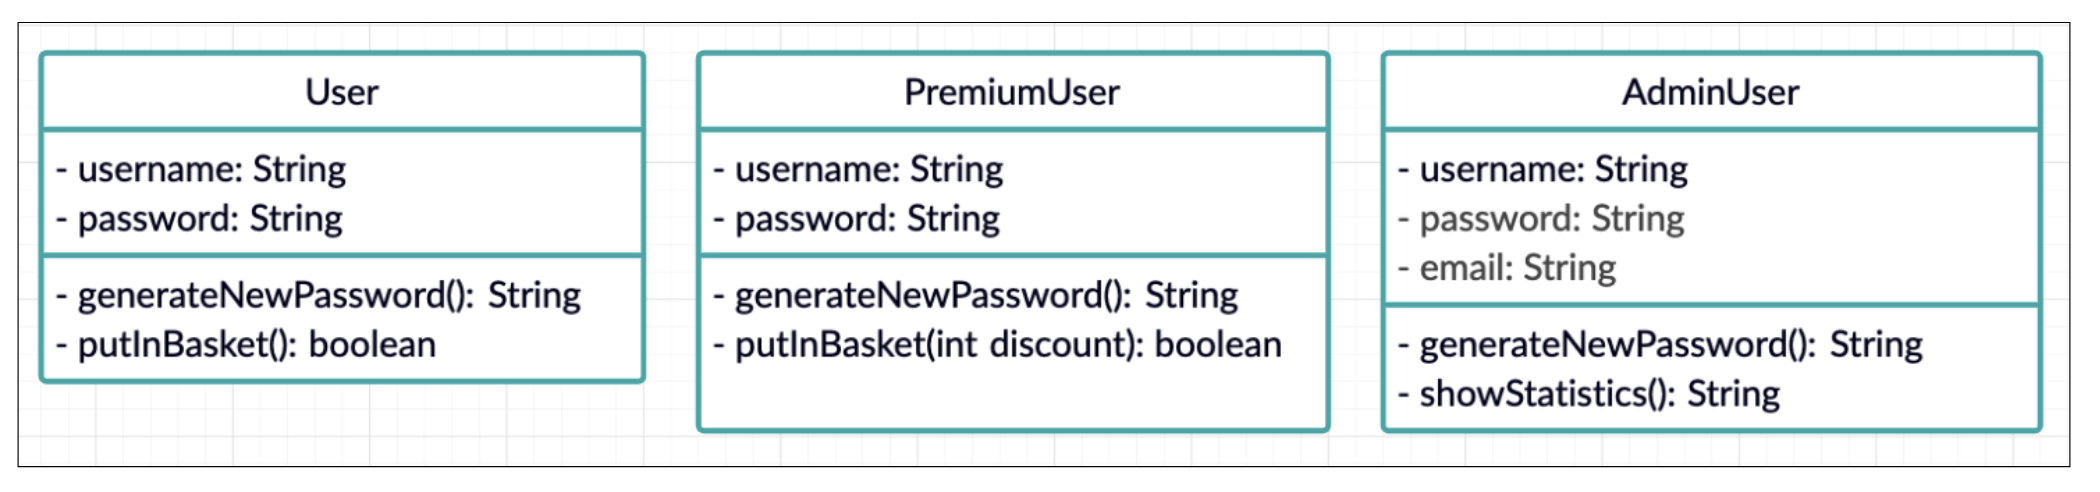 User
- username: String
- password: String
- generateNewPassword(): String
- putInBasket(): boolean
PremiumUser
- username: String
- password: String
- generateNewPassword(): String
- putInBasket(int discount): boolean
AdminUser
- username: String
- password: String
- email: String
- generateNewPassword(): String
- showStatistics(): String